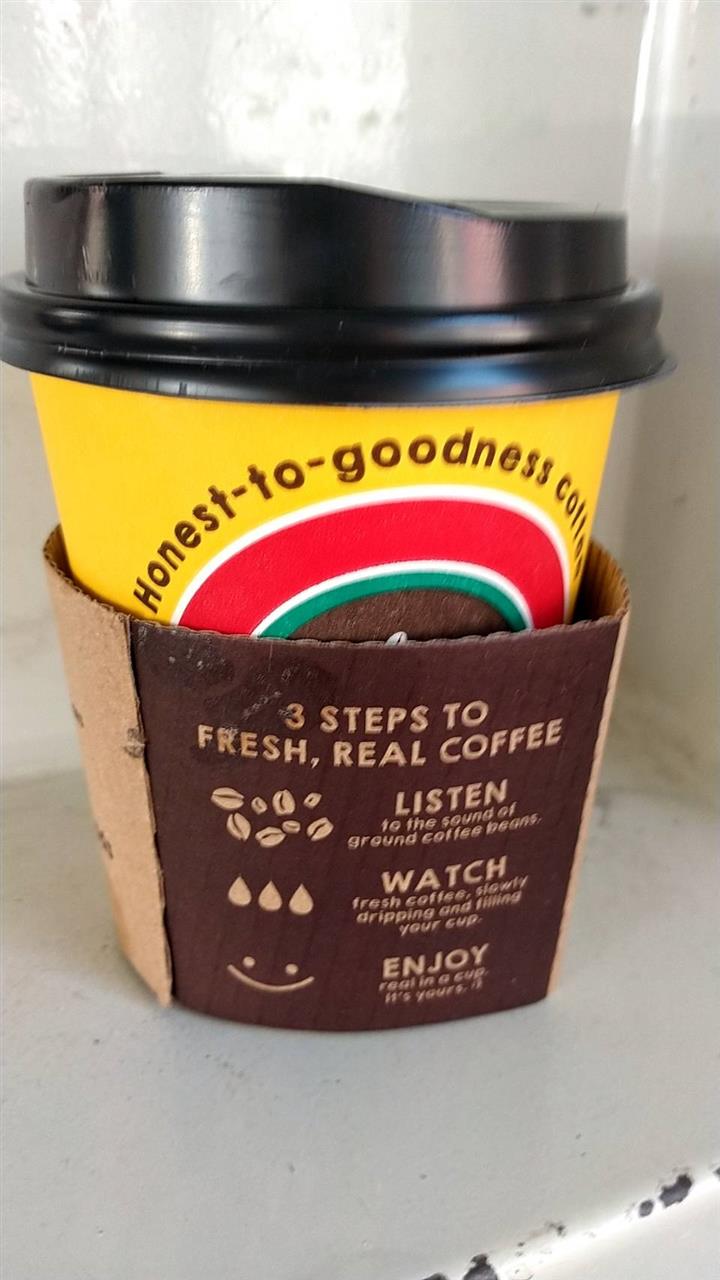 Honest-to-goodness coffee
3 STEPS TO
FRESH, REAL COFFEE
LISTEN
to the sound of
ground coffee beans.
WATCH
fresh coffee, slowly
dripping and filling
your cup.
ENJOY
real in a cup.
It's yours. :)